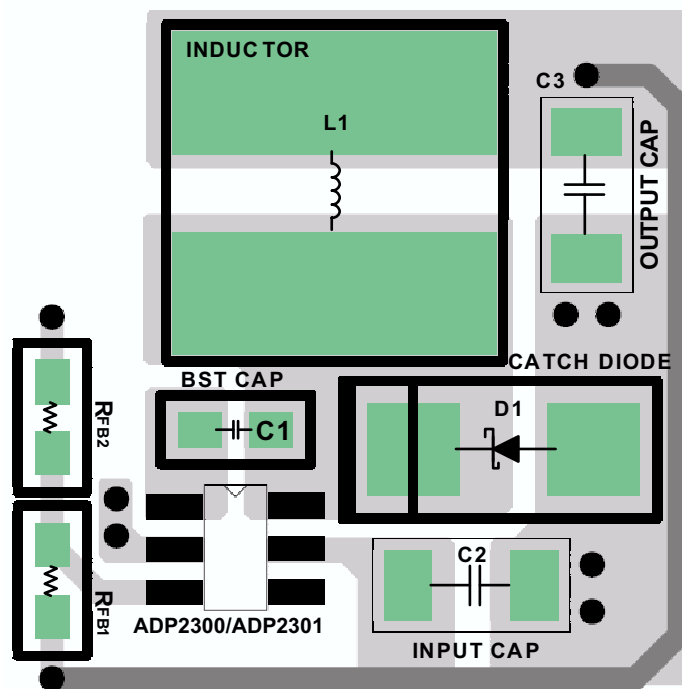 INDUCTOR
L1
C3
OUTPUT CAP
CATCH DIODE
BST CAP
D1
C1
RFB2
C2
RFB1
ADP2300/ADP2301
INPUT CAP